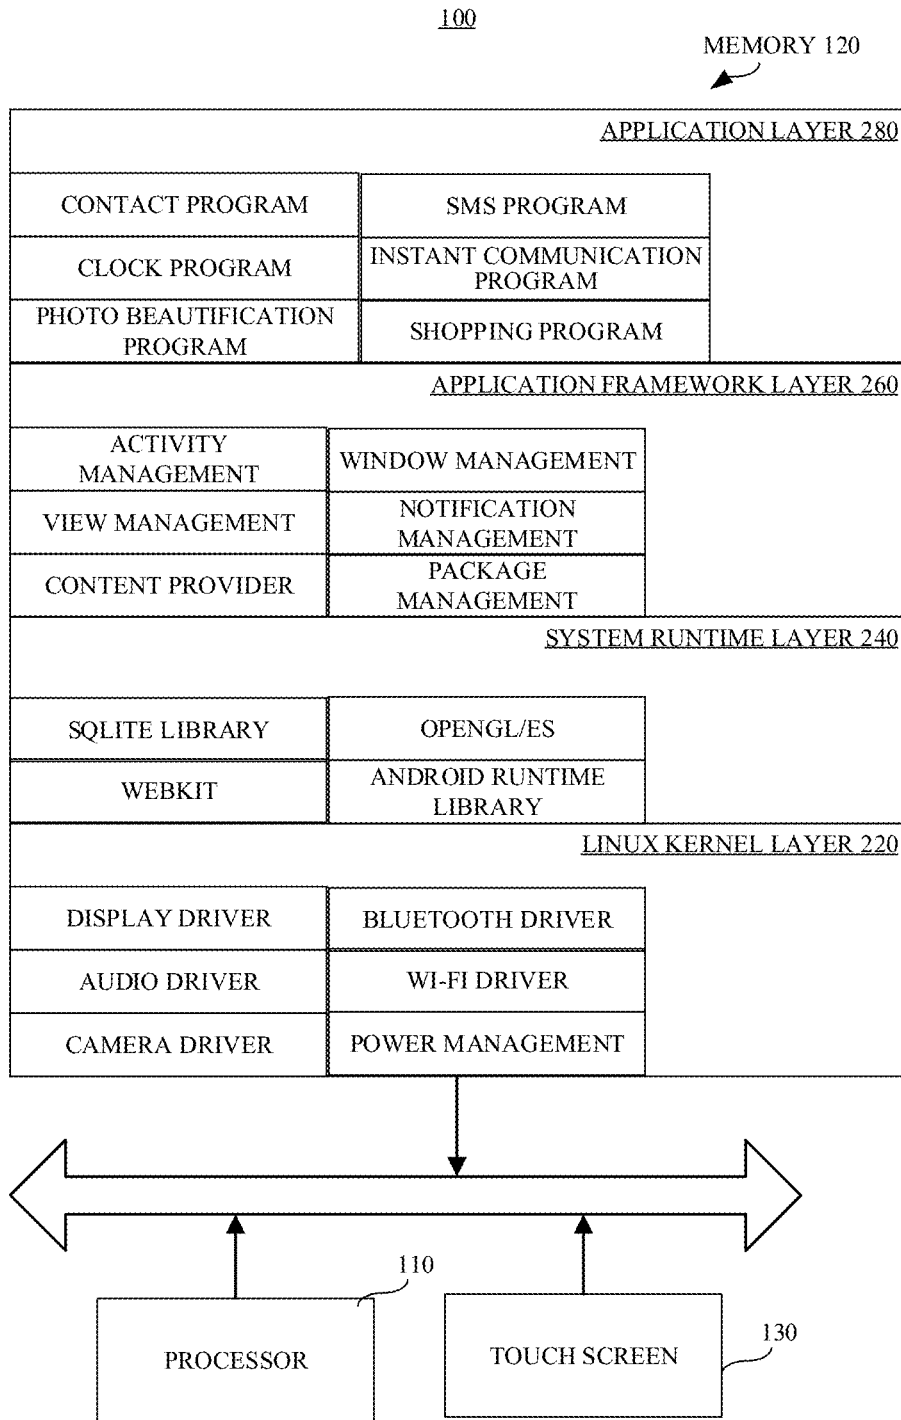 100
MEMORY 120
APPLICATION LAYER 280
CONTACT PROGRAM
SMS PROGRAM
CLOCK PROGRAM
INSTANT COMMUNICATION
PROGRAM
PHOTO BEAUTIFICATION
PROGRAM
SHOPPING PROGRAM
APPLICATION FRAMEWORK LAYER 260
ACTIVITY
MANAGEMENT
WINDOW MANAGEMENT
VIEW MANAGEMENT
NOTIFICATION
MANAGEMENT
CONTENT PROVIDER
PACKAGE
MANAGEMENT
SYSTEM RUNTIME LAYER 240
SQLITE LIBRARY
OPENGL/ES
WEBKIT
ANDROID RUNTIME
LIBRARY
LINUX KERNEL LAYER 220
DISPLAY DRIVER
BLUETOOTH DRIVER
AUDIO DRIVER
WI-FI DRIVER
CAMERA DRIVER
POWER MANAGEMENT
110
PROCESSOR
TOUCH SCREEN
130